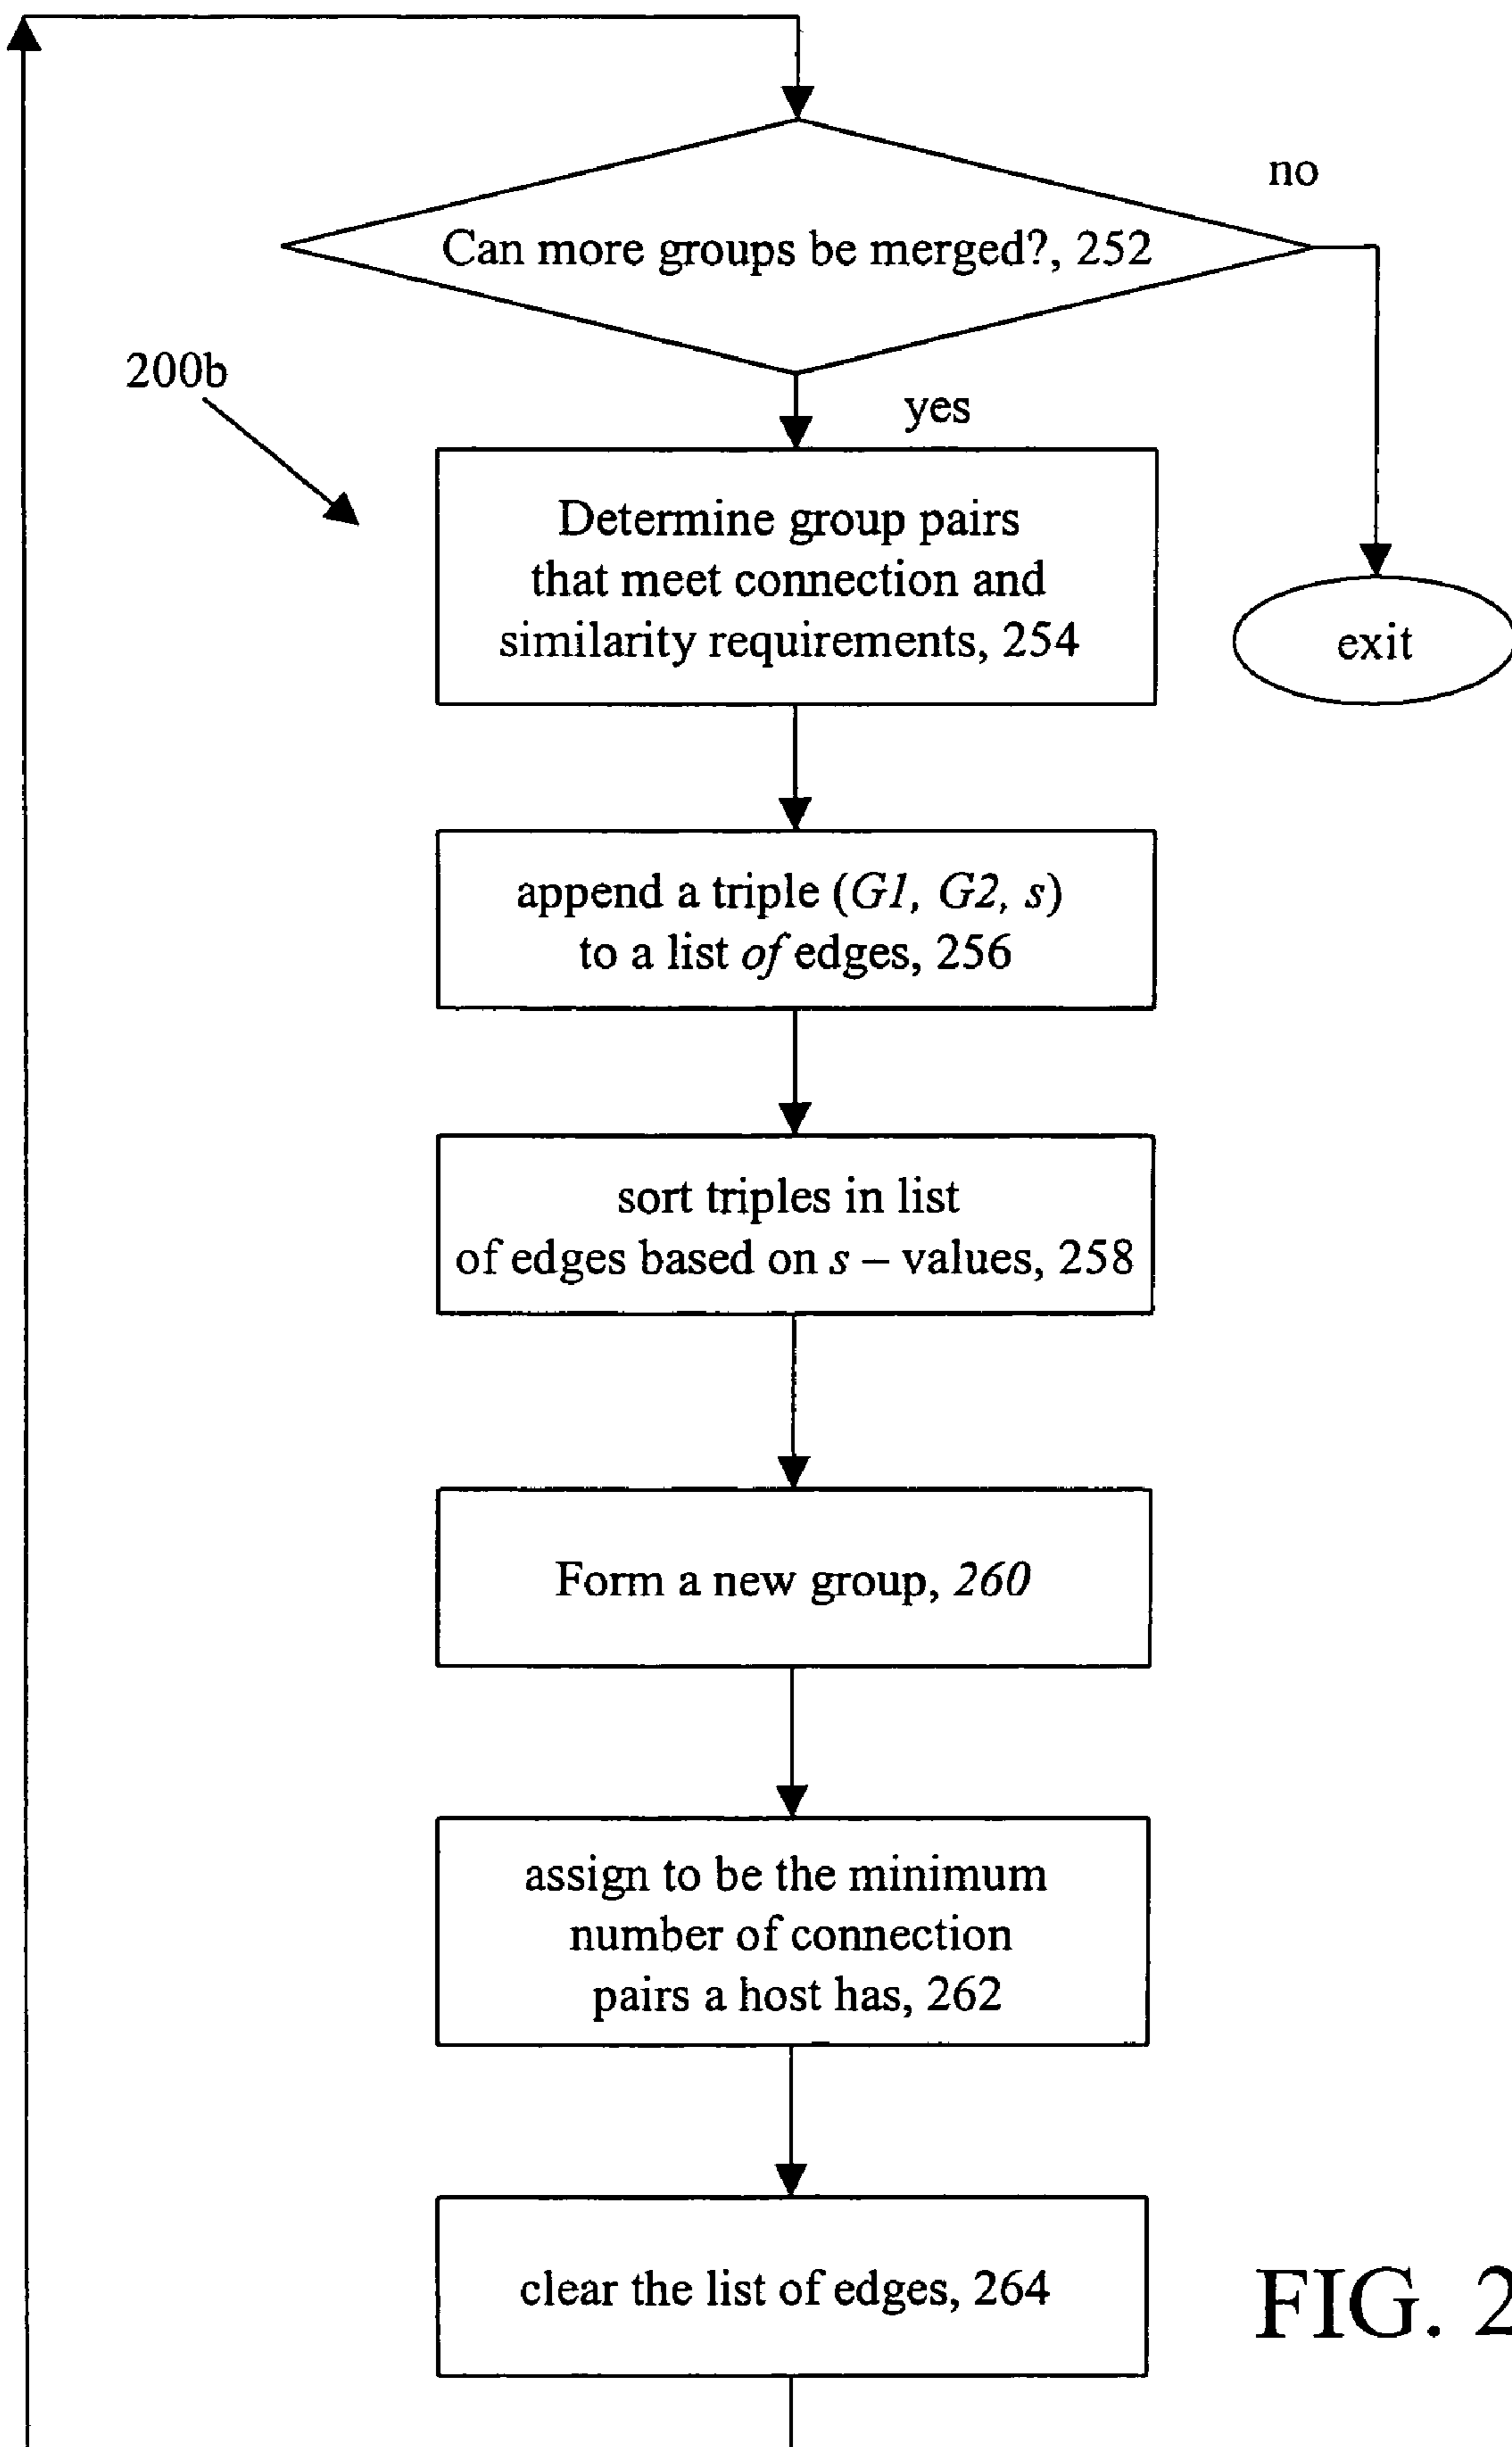 no
Can more groups be merged?, 252
200b
yes
Determine group pairs
that meet connection and
similarity requirements, 254
exit
append a triple (G1, G2, s)
to a list of edges, 256
sort triples in list
of edges based on s – values, 258
Form a new group, 260
assign to be the minimum
number of connection
pairs a host has, 262
clear the list of edges, 264
FIG. 2